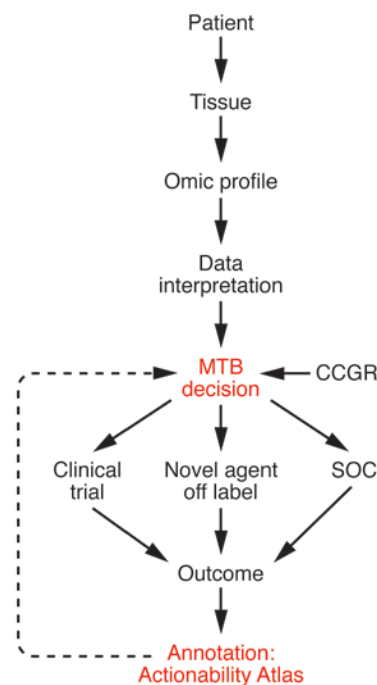 Patient
Tissue
Omic profile
Data
interpretation
MTB
decision
CCGR
Clinical
trial
Novel agent
off label
SOC
Outcome
Annotation:
Actionability Atlas